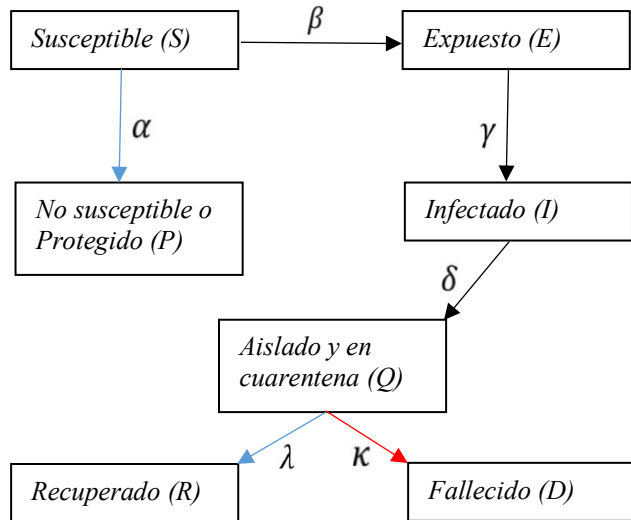 Susceptible (S)
β
Expuesto (E)
α
γ
No susceptible o
Protegido (P)
Infectado (I)
δ
Aislado y en
cuarentena (Q)
λ
κ
Recuperado (R)
Fallecido (D)